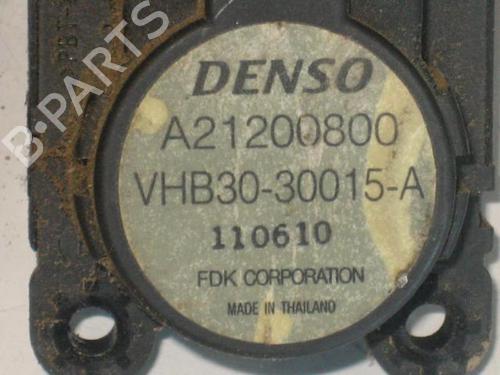 B-PARTS
DENSO
A21200800
VHB30-30015-A
110610
FDK CORPORATION
MADE IN THAILAND